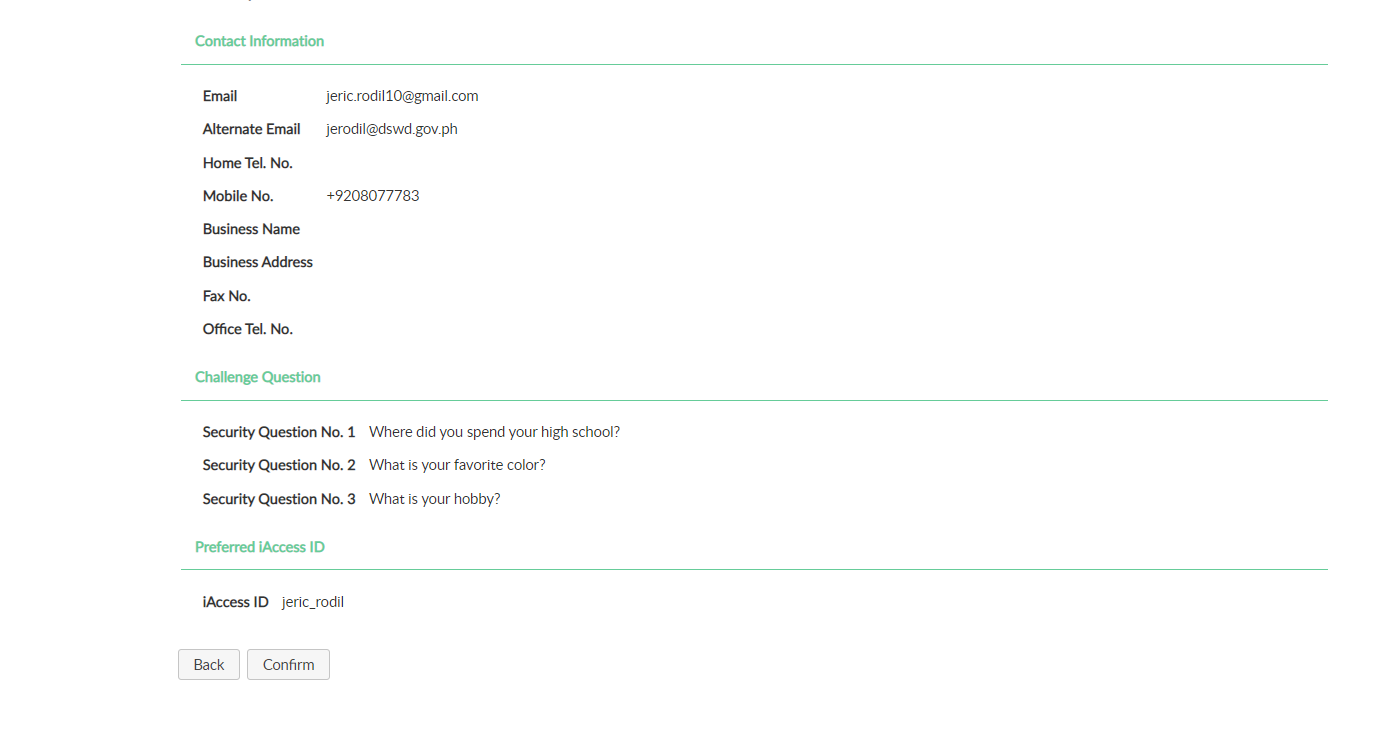 Contact Information
Email jeric.rodil10@gmail.com
Alternate Email jerodil@dswd.gov.ph
Home Tel. No.
Mobile No. +9208077783
Business Name
Business Address
Fax No.
Office Tel. No.
Challenge Question
Security Question No. 1 Where did you spend your high school?
Security Question No. 2 What is your favorite color?
Security Question No. 3 What is your hobby?
Preferred iAccess ID
iAccess ID jeric_rodil
Back Confirm